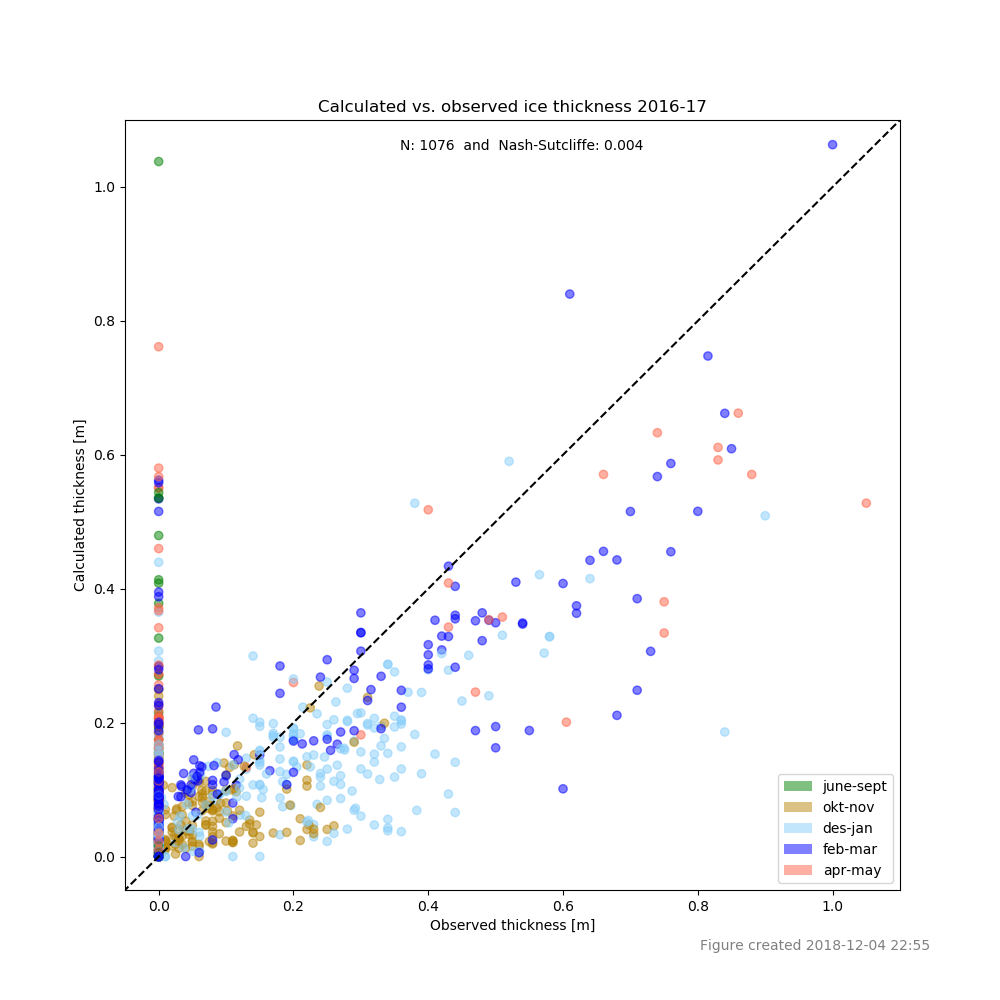 Calculated vs. observed ice thickness 2016-17
N: 1076 and Nash-Sutcliffe: 0.004
Calculated thickness [m]
1.0
0.8
0.6
0.4
0.2
0.0
0.0 0.2 0.4 0.6 0.8 1.0
Observed thickness [m]
june-sept
okt-nov
des-jan
feb-mar
apr-may
Figure created 2018-12-04 22:55